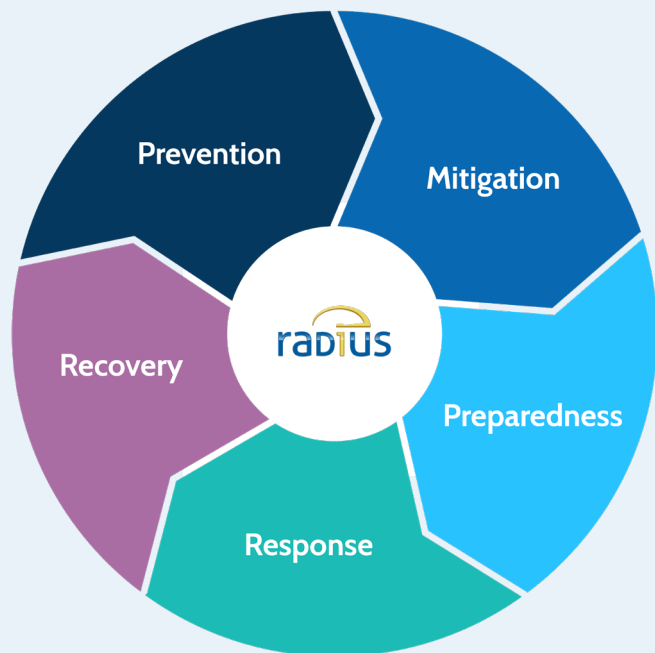 Prevention
Mitigation
Preparedness
Response
Recovery
radius